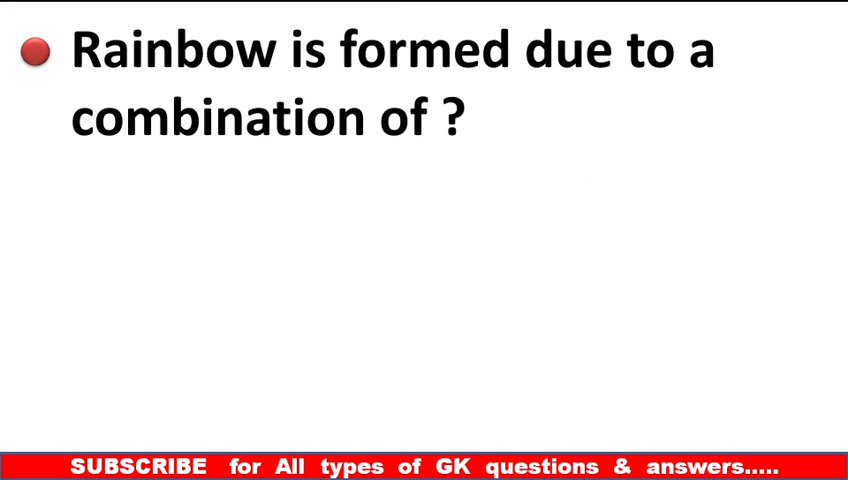 Rainbow is formed due to a
combination of ?
SUBSCRIBE for All types of GK questions & answers.....